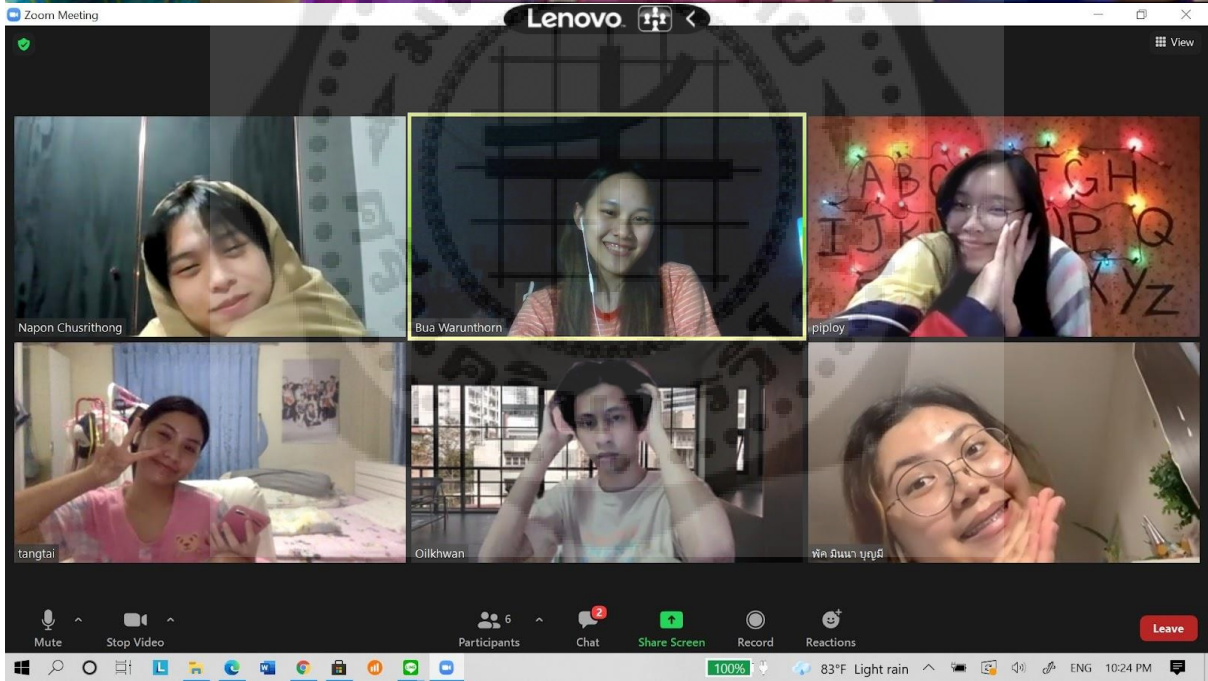 Zoom Meeting
Lenovo
View
Napon Chusrithong
Bua Warunthorn
A B C F G H
I J K O P Q
X Y Z
piploy
tangtai
Oilkhwan
พัค มินนา บุญมี
Mute
Stop Video
6
Participants
2
Chat
Share Screen
Record
Reactions
Leave
100%
83°F Light rain
ENG
10:24 PM